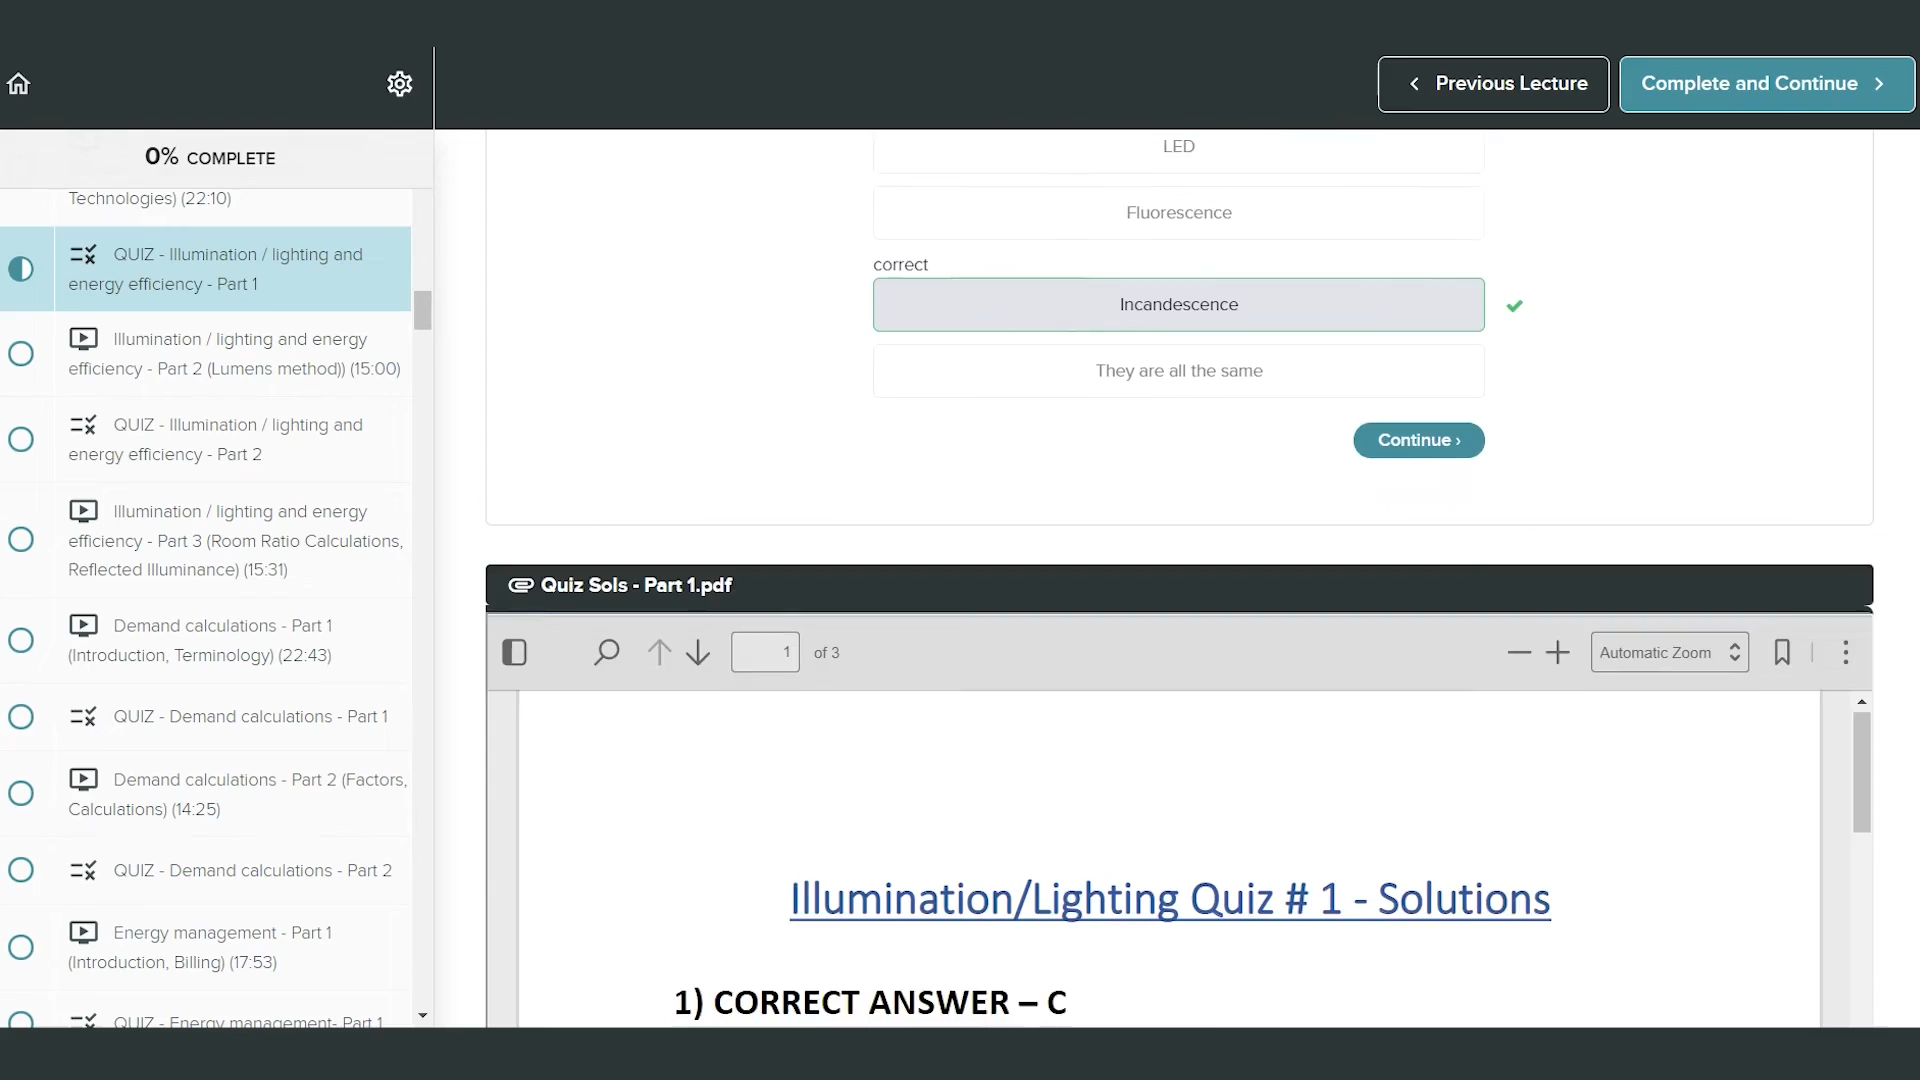 Previous Lecture
Complete and Continue
0% COMPLETE
Technologies) (22:10)
QUIZ - Illumination / lighting and
energy efficiency - Part 1
Illumination / lighting and energy
efficiency - Part 2 (Lumens method)) (15:00)
QUIZ - Illumination / lighting and
energy efficiency - Part 2
Illumination / lighting and energy
efficiency - Part 3 (Room Ratio Calculations,
Reflected Illuminance) (15:31)
Demand calculations - Part 1
(Introduction, Terminology) (22:43)
QUIZ - Demand calculations - Part 1
Demand calculations - Part 2 (Factors,
Calculations) (14:25)
QUIZ - Demand calculations - Part 2
Energy management - Part 1
(Introduction, Billing) (17:53)
QUIZ - Energy management- Part 1
LED
Fluorescence
correct
Incandescence
They are all the same
Continue ›
Quiz Sols - Part 1.pdf
1 of 3
Automatic Zoom
Illumination/Lighting Quiz # 1 - Solutions
1) CORRECT ANSWER – C